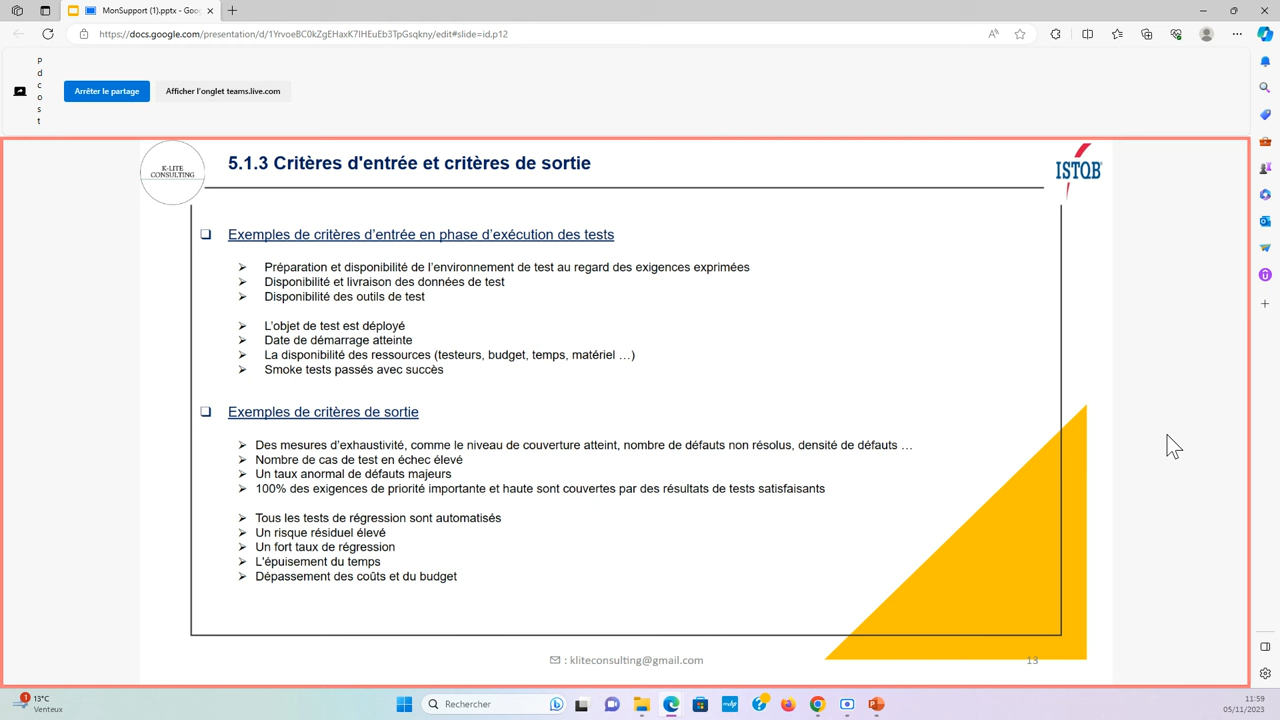 MonSupport (1).pptx - Goo
https://docs.google.com/presentation/d/1YrvoeBC0kZgEHaxK7IHEuEb3TpGsqkny/edit#slide=id.p12
P
d
c
o
s
t
Arrêter le partage
Afficher l'onglet teams.live.com
K-LITE
CONSULTING
5.1.3 Critères d'entrée et critères de sortie
ISTQB
Exemples de critères d'entrée en phase d'exécution des tests
Préparation et disponibilité de l'environnement de test au regard des exigences exprimées
Disponibilité et livraison des données de test
Disponibilité des outils de test
L'objet de test est déployé
Date de démarrage atteinte
La disponibilité des ressources (testeurs, budget, temps, matériel …)
Smoke tests passés avec succès
Exemples de critères de sortie
Des mesures d'exhaustivité, comme le niveau de couverture atteint, nombre de défauts non résolus, densité de défauts …
Nombre de cas de test en échec élevé
Un taux anormal de défauts majeurs
100% des exigences de priorité importante et haute sont couvertes par des résultats de tests satisfaisants
Tous les tests de régression sont automatisés
Un risque résiduel élevé
Un fort taux de régression
L'épuisement du temps
Dépassement des coûts et du budget
: kliteconsulting@gmail.com
13
1
13°C
Venteux
Rechercher
11:59
05/11/2023